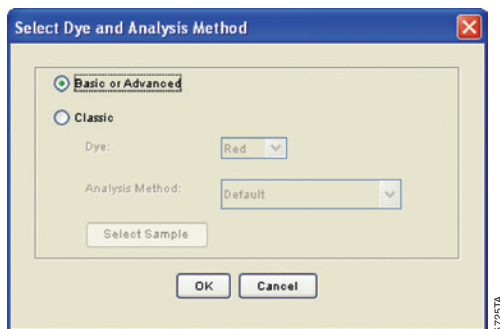 Select Dye and Analysis Method
Basic or Advanced
Classic
Dye: Red
Analysis Method: Default
Select Sample
OK Cancel